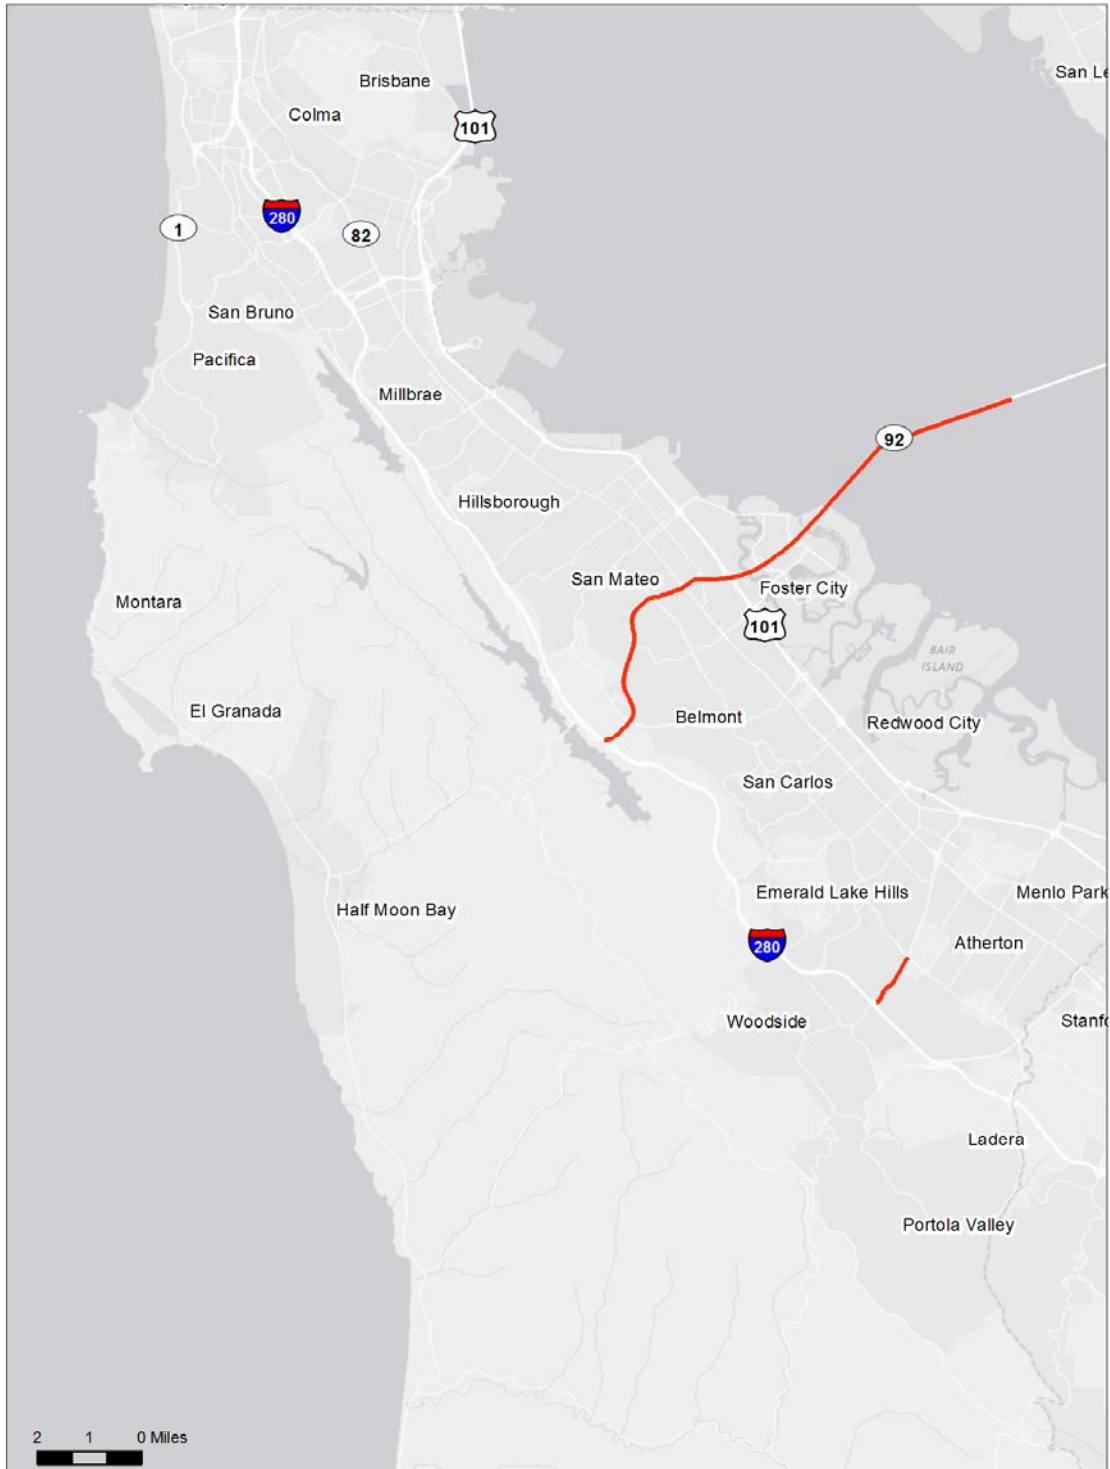 Brisbane
San Le
Colma
101
280
1
82
San Bruno
Pacifica
Millbrae
92
Hillsborough
San Mateo
Foster City
Montara
101
BAIR
ISLAND
El Granada
Belmont
Redwood City
San Carlos
Emerald Lake Hills
Menlo Park
Half Moon Bay
280
Atherton
Woodside
Stanfo
Ladera
Portola Valley
2 1 0 Miles